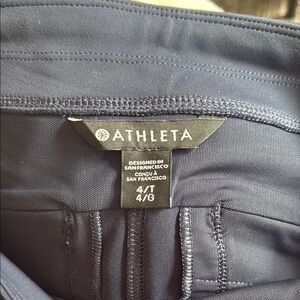 ATHLETA
DESIGNED IN
SAN FRANCISCO
CONÇU À
SAN FRANCISCO
4/T
4/G